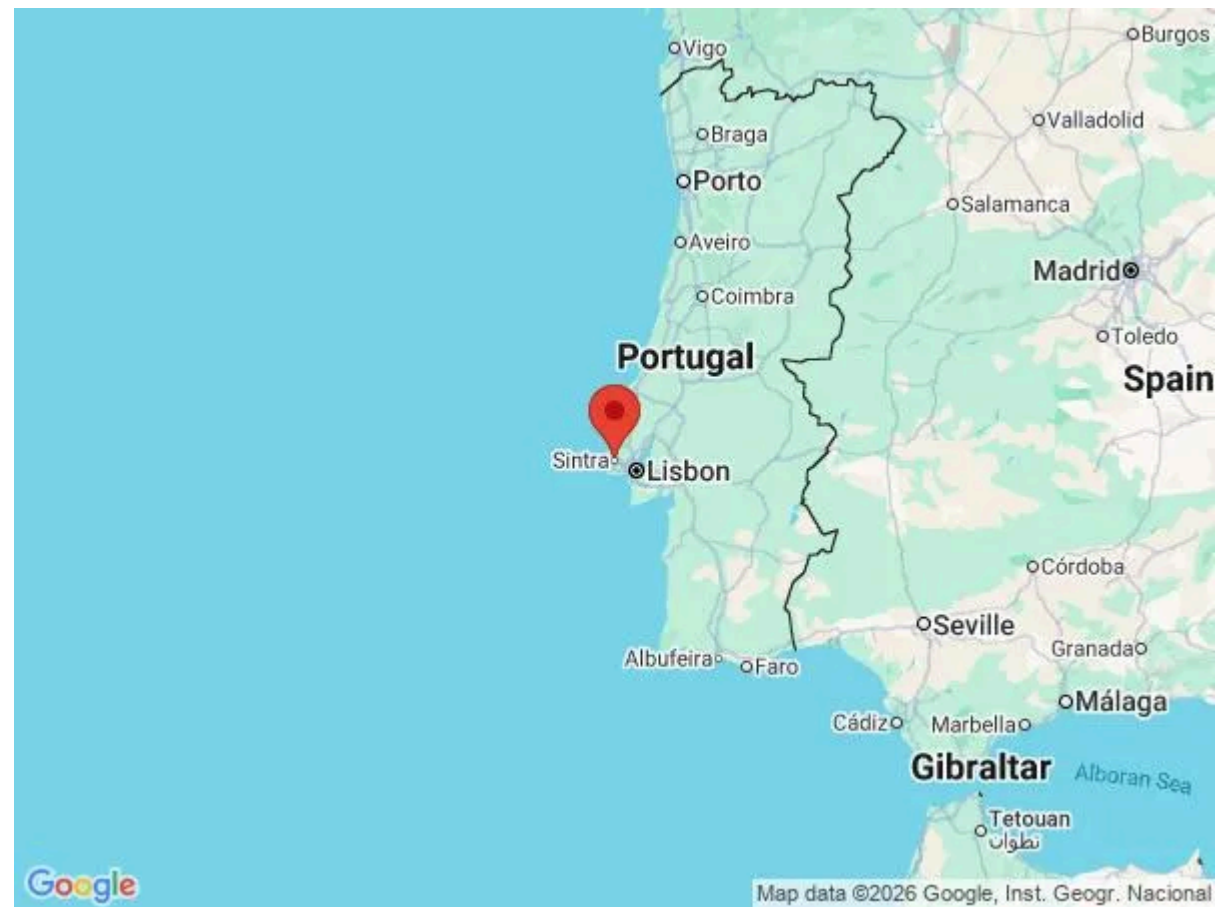 Vigo
Burgos
Braga
Valladolid
Porto
Salamanca
Aveiro
Madrid
Coimbra
Toledo
Portugal
Spain
Sintra
Lisbon
Córdoba
Seville
Granada
Albufeira
Faro
Málaga
Cádiz
Marbella
Gibraltar
Alboran Sea
Tetouan
تطوان
Google
Map data ©2026 Google, Inst. Geogr. Nacional